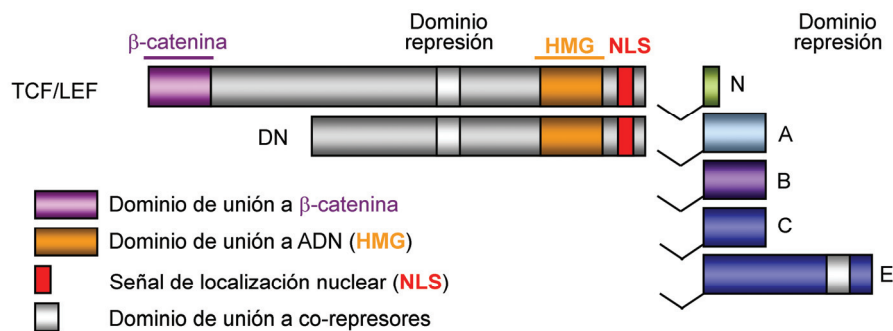 Dominio
represión
Dominio
represión
β-catenina
HMG
NLS
TCF/LEF
N
DN
A
B
C
E
Dominio de unión a β-catenina
Dominio de unión a ADN (HMG)
Señal de localización nuclear (NLS)
Dominio de unión a co-represores